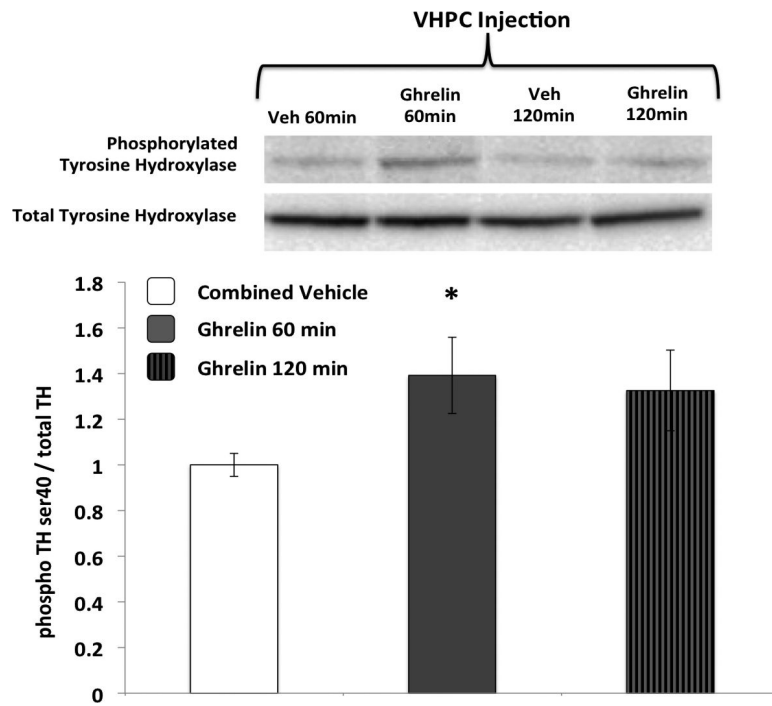 VHPC Injection
Veh 60min
Ghrelin
60min
Veh
120min
Ghrelin
120min
Phosphorylated
Tyrosine Hydroxylase
Total Tyrosine Hydroxylase
phospho TH ser40 / total TH
1.8
1.6
1.4
1.2
1
0.8
0.6
0.4
0.2
0
Combined Vehicle
Ghrelin 60 min
Ghrelin 120 min
*